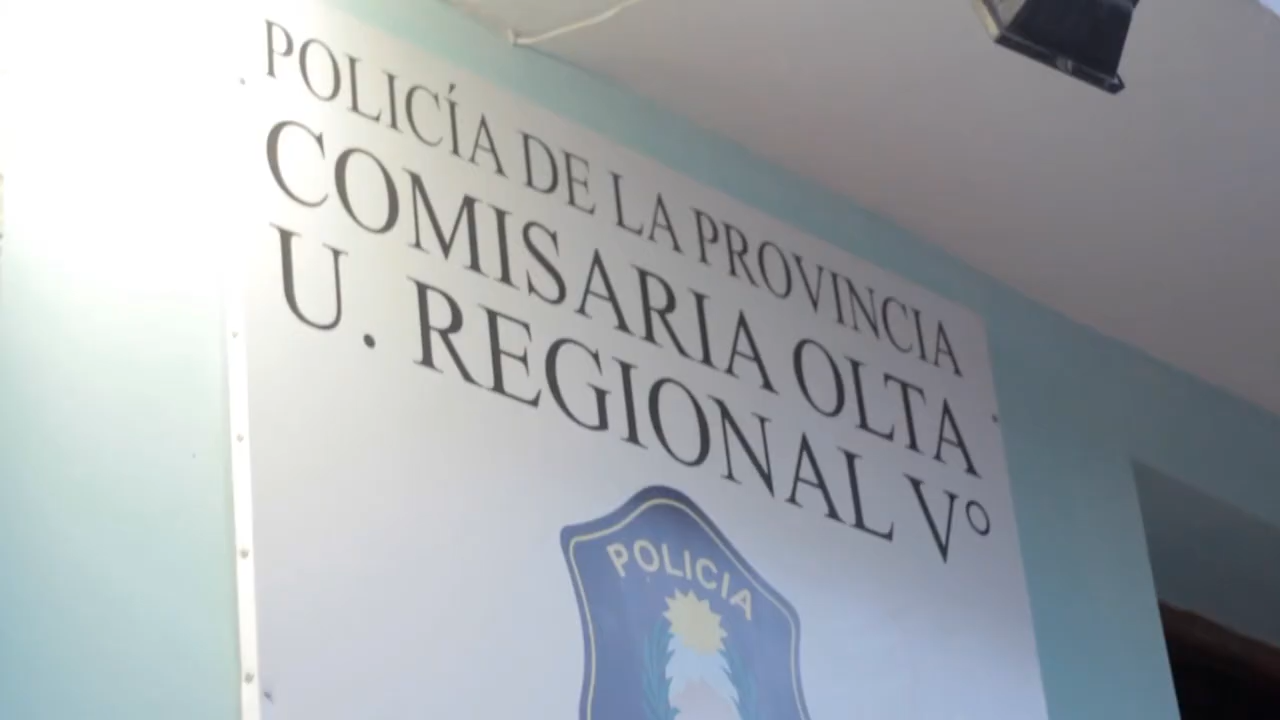 POLICÍA DE LA PROVINCIA
COMISARIA OLTA
U. REGIONAL Vº
POLICIA